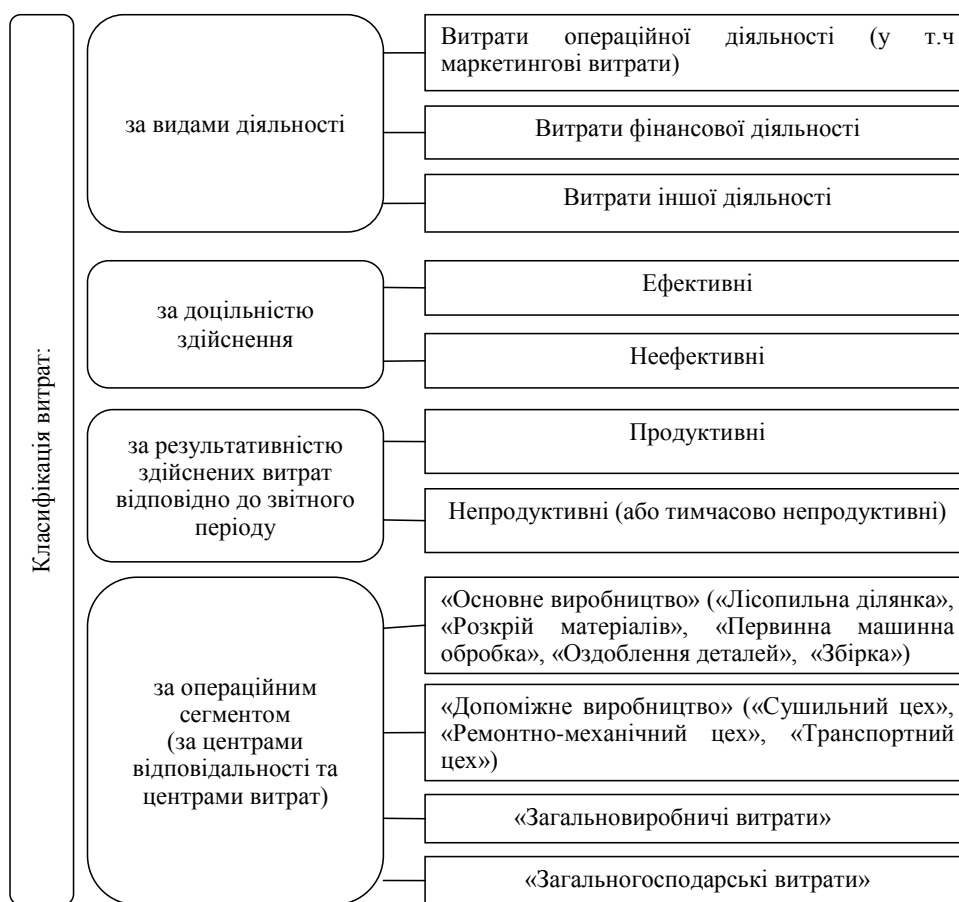 Класифікація витрат:
за видами діяльності
Витрати операційної діяльності (у т.ч
маркетингові витрати)
Витрати фінансової діяльності
Витрати іншої діяльності
за доцільністю
здійснення
Ефективні
Неефективні
за результативністю
здійснених витрат
відповідно до звітного
періоду
Продуктивні
Непродуктивні (або тимчасово непродуктивні)
за операційним
сегментом
(за центрами
відповідальності та
центрами витрат)
«Основне виробництво» («Лісопильна ділянка»,
«Розкрій матеріалів», «Первинна машинна
обробка», «Оздоблення деталей», «Збірка»)
«Допоміжне виробництво» («Сушильний цех»,
«Ремонтно-механічний цех», «Транспортний
цех»)
«Загальновиробничі витрати»
«Загальногосподарські витрати»